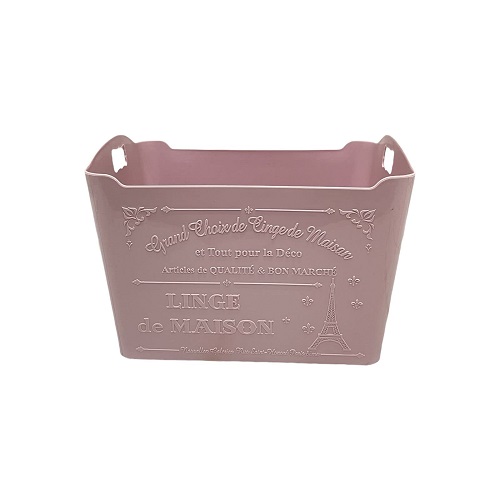 Grand Choix de Linge de Maison
et Tout pour la Déco
Articles de QUALITÉ & BON MARCHÉ
LINGE
de MAISON